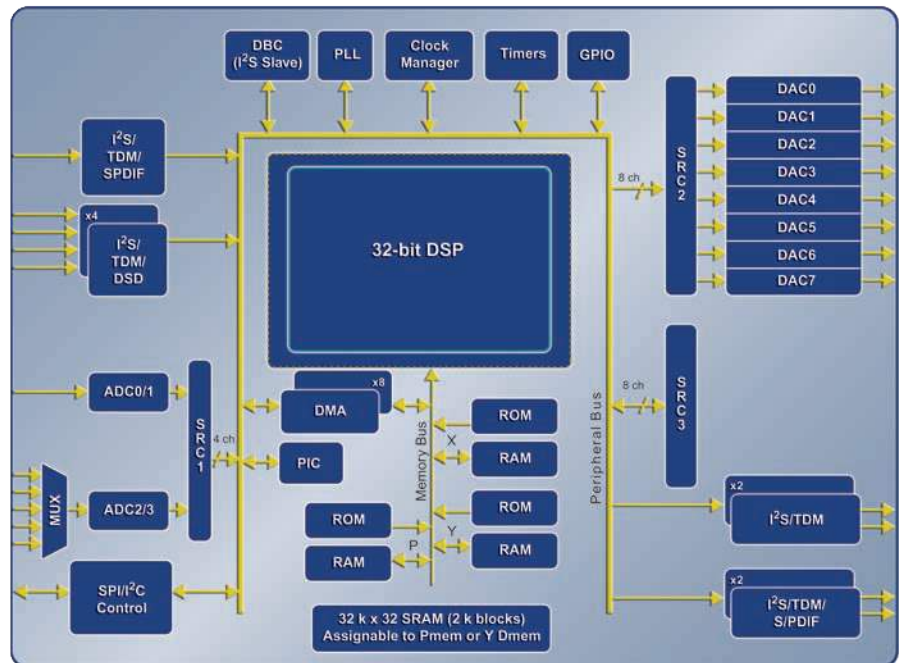 DBC
(I²S Slave)
PLL
Clock
Manager
Timers
GPIO
I²S/
TDM/
SPDIF
x4
I²S/
TDM/
DSD
32-bit DSP
8 ch
SRC2
DAC0
DAC1
DAC2
DAC3
DAC4
DAC5
DAC6
DAC7
ADC0/1
SRC1
4 ch
MUX
ADC2/3
SPI/I²C
Control
x8
DMA
PIC
Memory Bus
ROM
X
RAM
ROM
Y
RAM
ROM
P
RAM
Peripheral Bus
8 ch
SRC3
x2
I²S/TDM
x2
I²S/TDM/
S/PDIF
32 k x 32 SRAM (2 k blocks)
Assignable to Pmem or Y Dmem